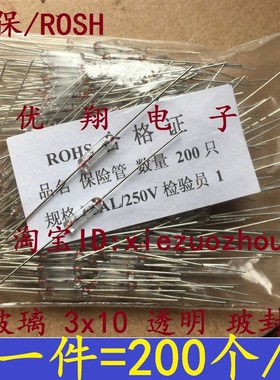 保/ROSH
优翔电子
ROHS 合格证
品名 保险管 数量 200 只
规格 AL/250V 检验员 1
淘宝ID:xiezuozhou
玻璃 3x10 透明 玻封
一件=200个/